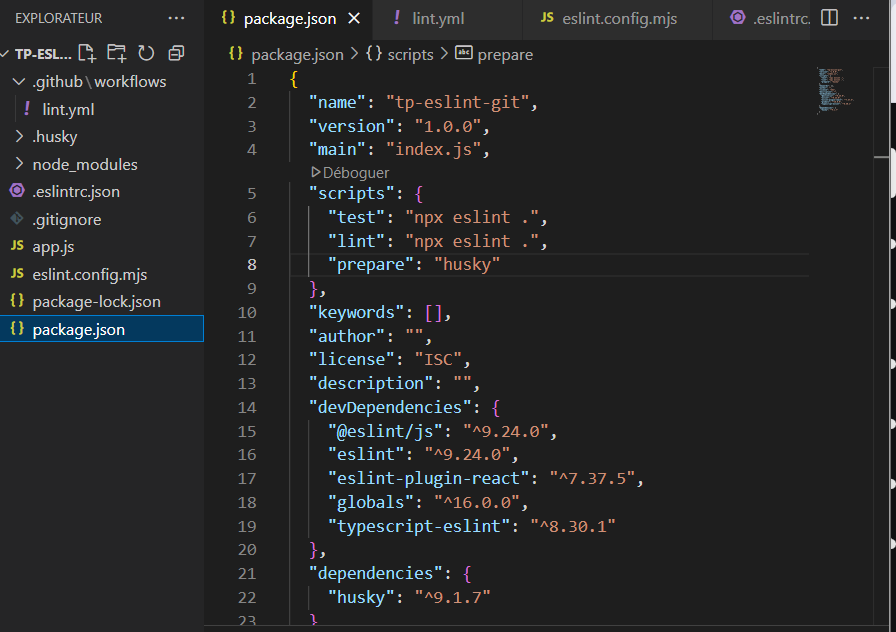 EXPLORATEUR
TP-ESL...
.github\workflows
! lint.yml
.husky
node_modules
.eslintrc.json
.gitignore
JS app.js
JS eslint.config.mjs
{} package-lock.json
{} package.json
{} package.json
! lint.yml
JS eslint.config.mjs
.eslintrc.
{} package.json > {} scripts > abc prepare
1 {
2 "name": "tp-eslint-git",
3 "version": "1.0.0",
4 "main": "index.js",
Déboguer
5 "scripts": {
6 "test": "npx eslint .",
7 "lint": "npx eslint .",
8 "prepare": "husky"
9 },
10 "keywords": [],
11 "author": "",
12 "license": "ISC",
13 "description": "",
14 "devDependencies": {
15 "@eslint/js": "^9.24.0",
16 "eslint": "^9.24.0",
17 "eslint-plugin-react": "^7.37.5",
18 "globals": "^16.0.0",
19 "typescript-eslint": "^8.30.1"
20 },
21 "dependencies": {
22 "husky": "^9.1.7"
23 }